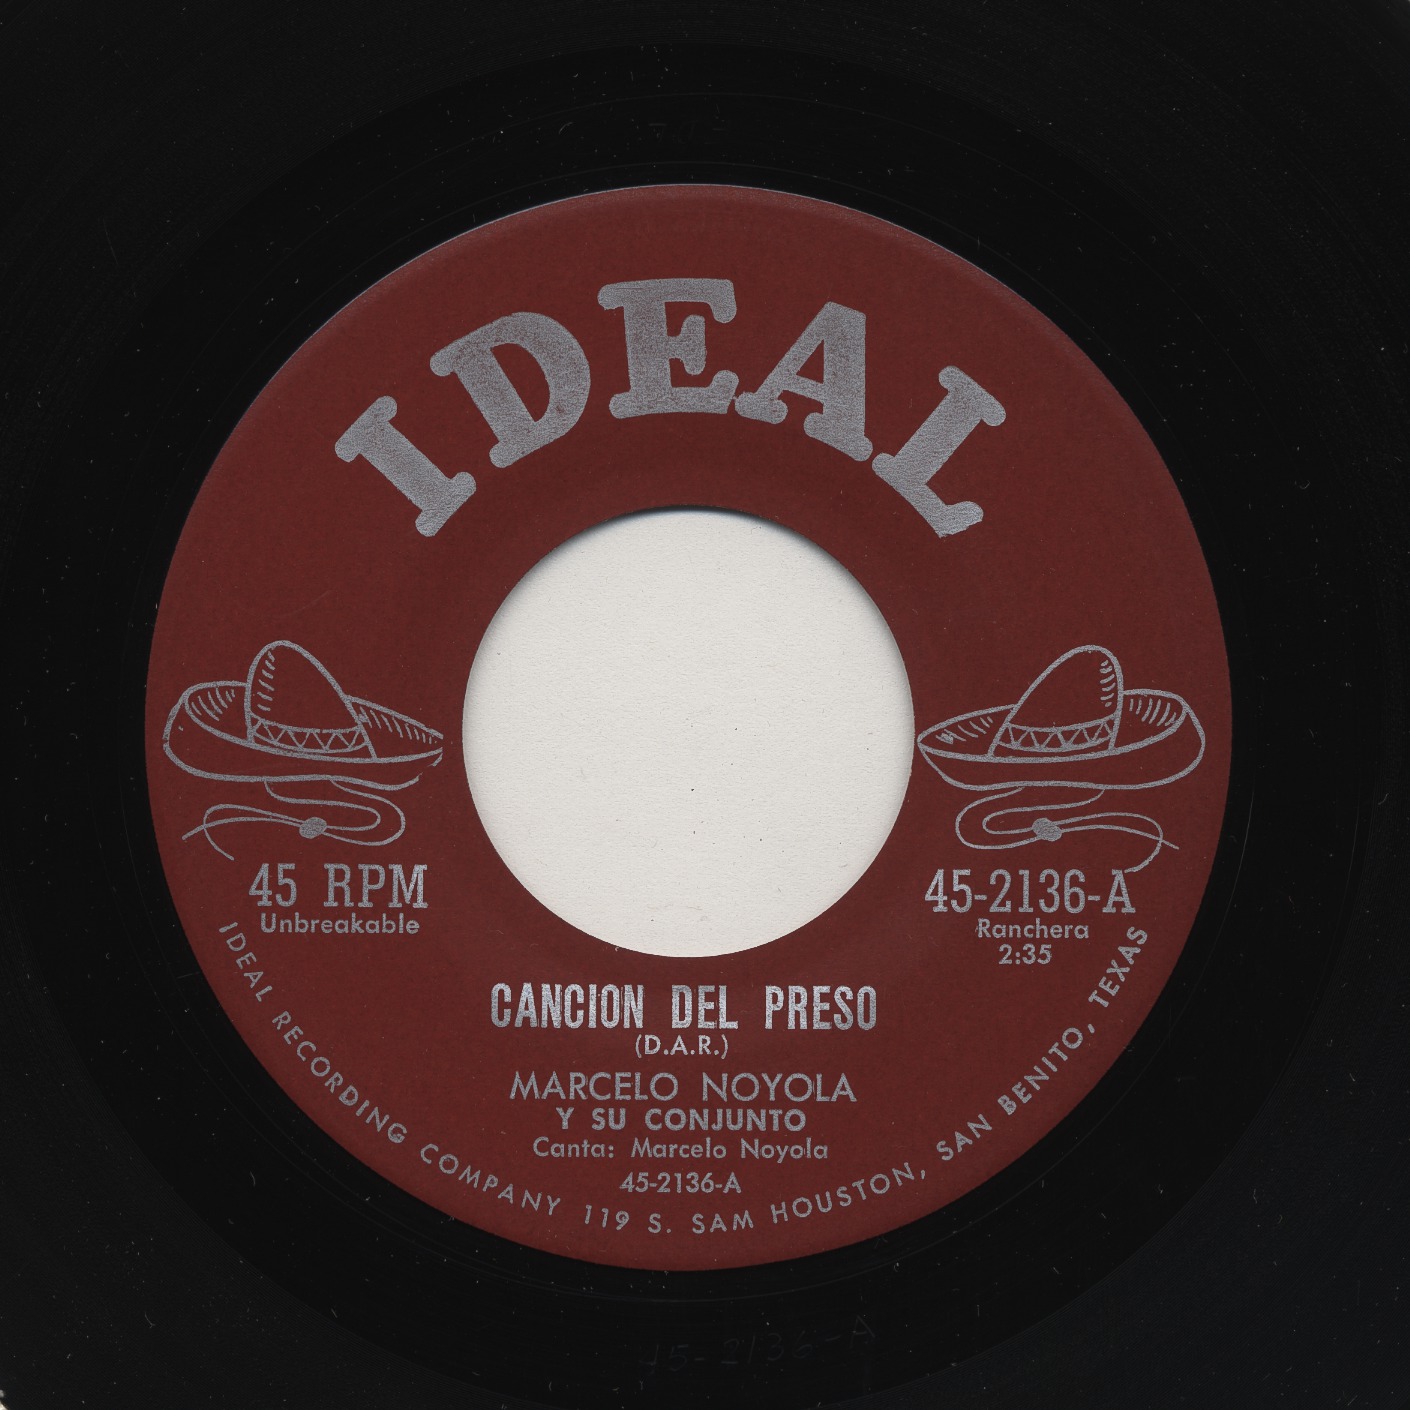 IDEAL
45 RPM
Unbreakable
45-2136-A
Ranchera
2:35
CANCION DEL PRESO
(D.A.R.)
MARCELO NOYOLA
Y SU CONJUNTO
Canta: Marcelo Noyola
45-2136-A
IDEAL RECORDING COMPANY 119 S. SAM HOUSTON, SAN BENITO, TEXAS
45-2136-A